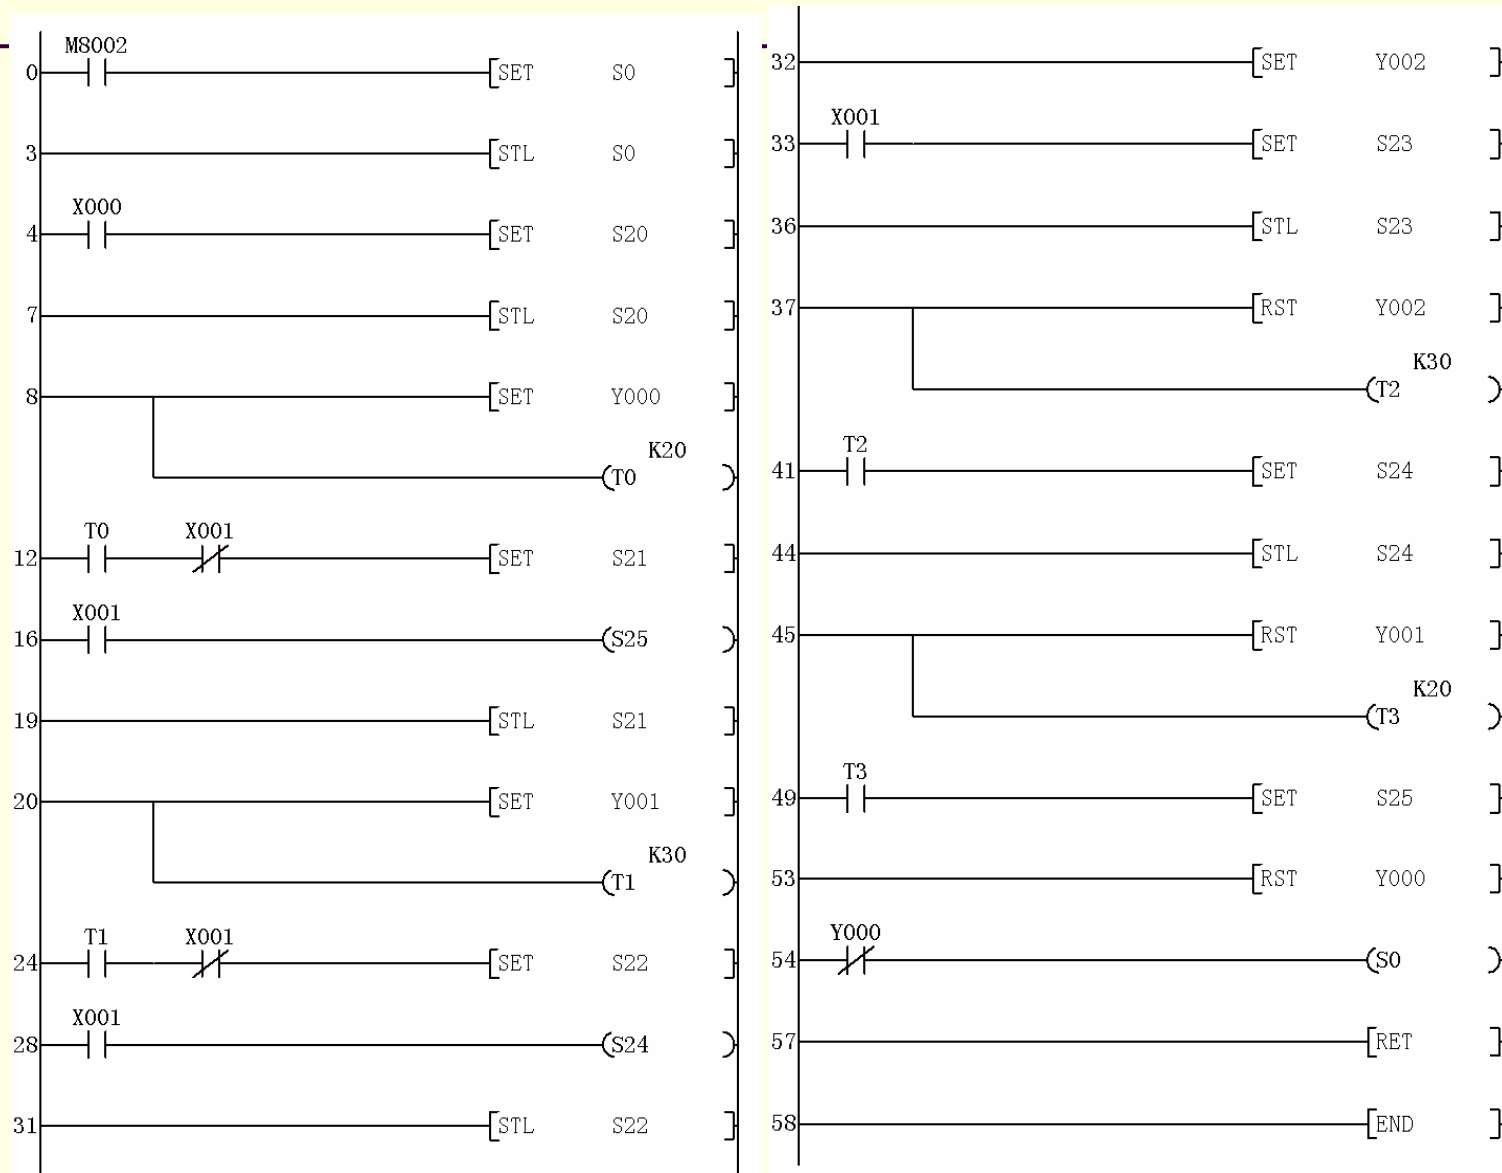 M8002
0 [SET S0 ]
3 [STL S0 ]
X000
4 [SET S20 ]
7 [STL S20 ]
8 [SET Y000 ]
K20
(T0 )
T0 X001
12 [SET S21 ]
X001
16 (S25 )
19 [STL S21 ]
20 [SET Y001 ]
K30
(T1 )
T1 X001
24 [SET S22 ]
X001
28 (S24 )
31 [STL S22 ]
32 [SET Y002 ]
X001
33 [SET S23 ]
36 [STL S23 ]
37 [RST Y002 ]
K30
(T2 )
T2
41 [SET S24 ]
44 [STL S24 ]
45 [RST Y001 ]
K20
(T3 )
T3
49 [SET S25 ]
53 [RST Y000 ]
Y000
54 (S0 )
57 [RET ]
58 [END ]